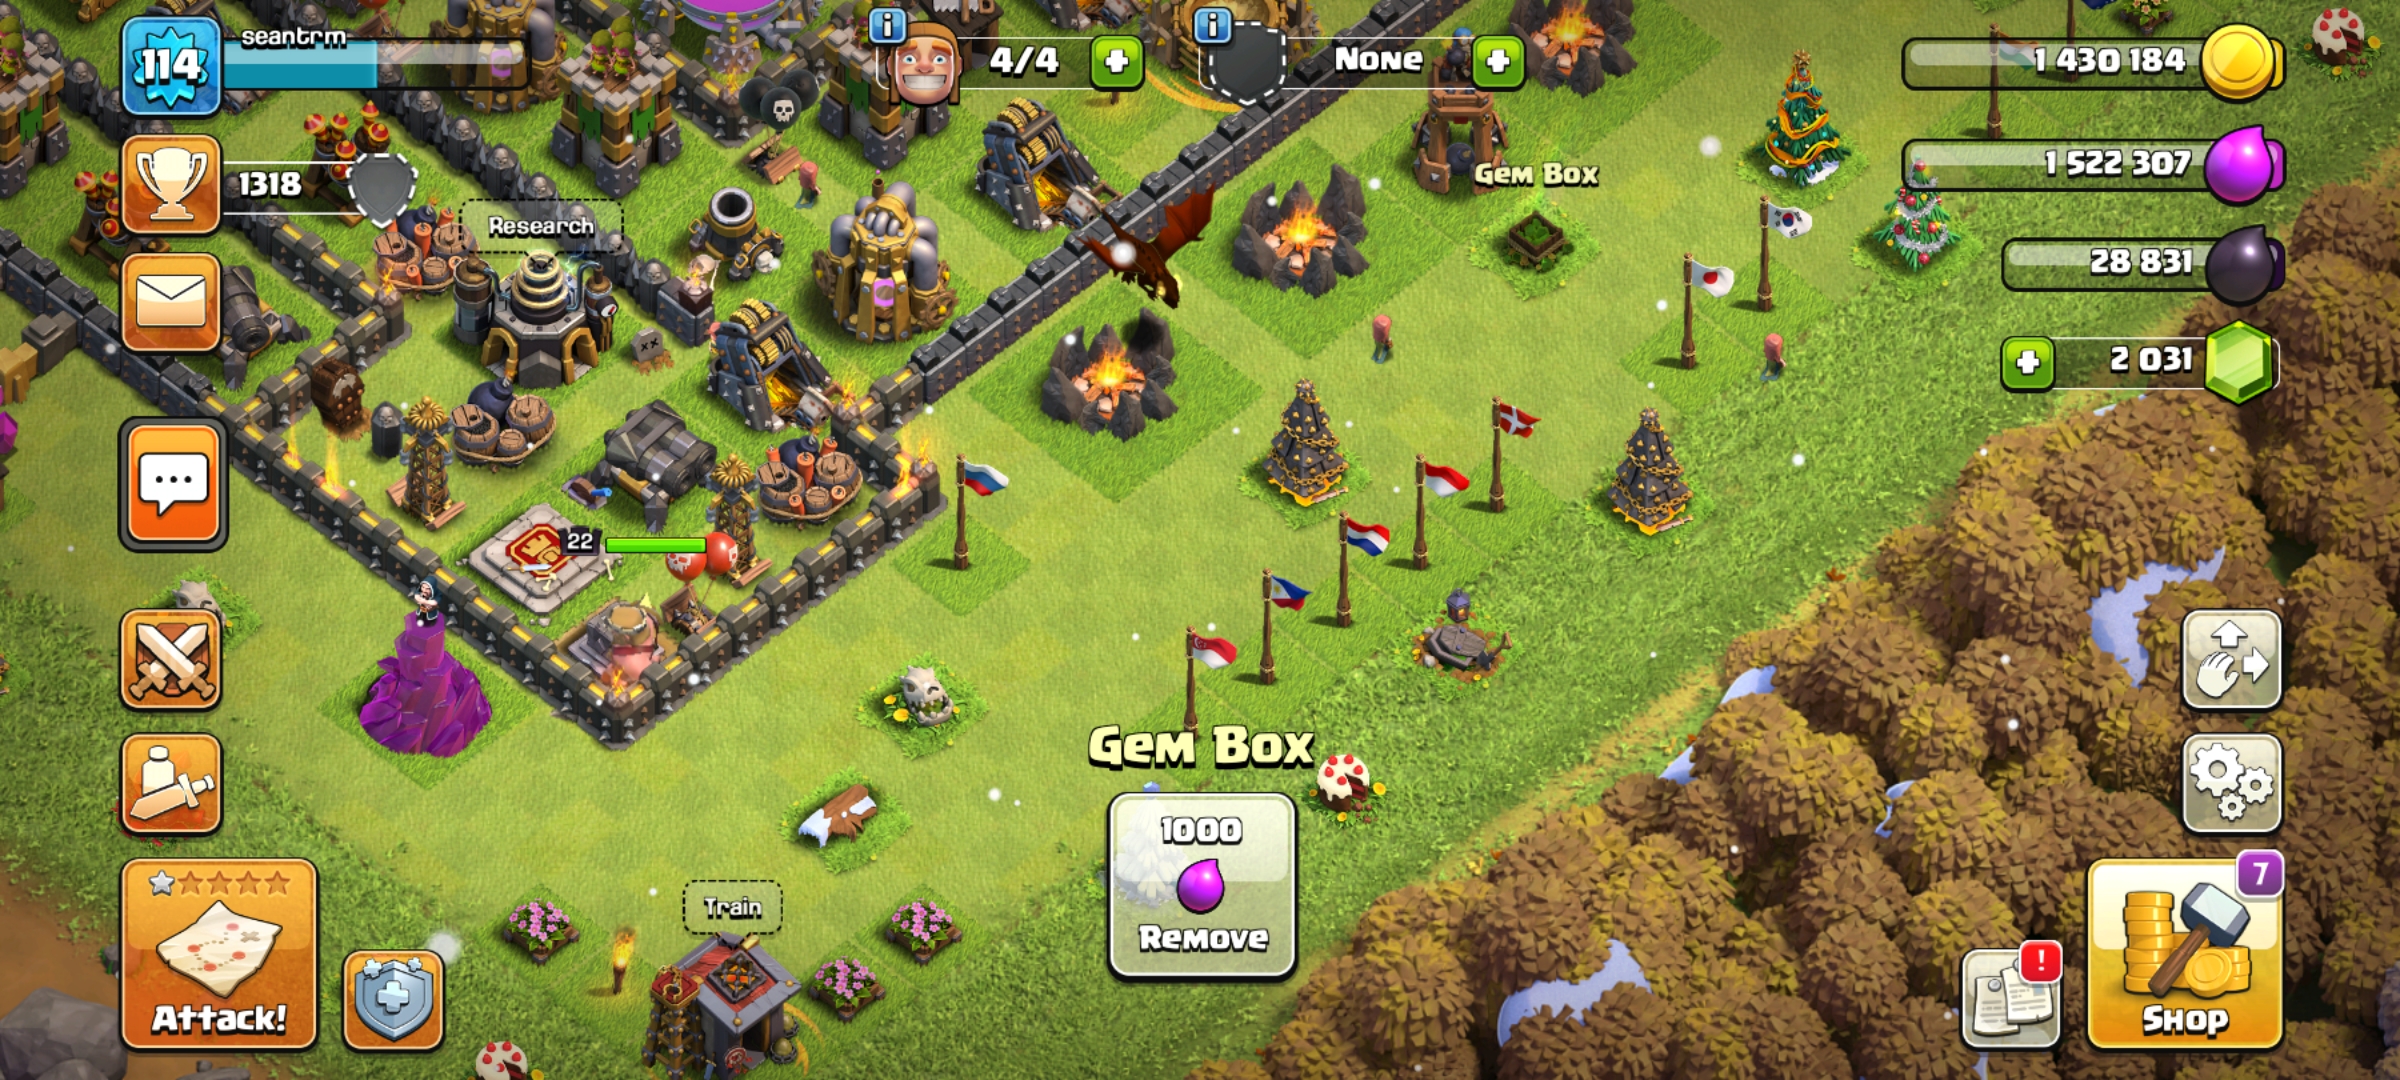 114
seantrm
4/4
None
1 430 184
1318
1 522 307
Gem Box
Research
28 831
2 031
22
Gem Box
1000
Remove
Train
7
Attack!
!
Shop